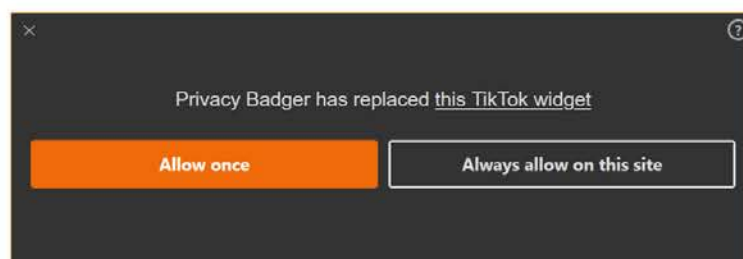 ×
?
Privacy Badger has replaced this TikTok widget
Allow once
Always allow on this site